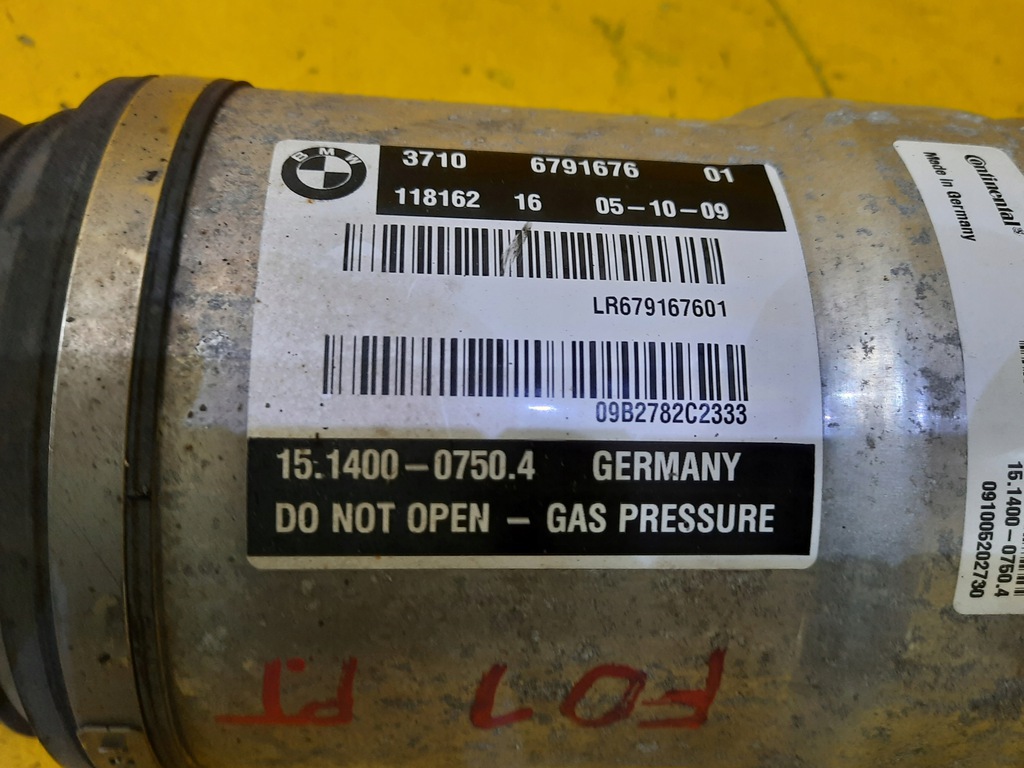 BMW
3710 6791676 01
118162 16 05-10-09
LR679167601
09B2782C2333
15.1400-0750.4 GERMANY
DO NOT OPEN - GAS PRESSURE
Continental
Made in Germany
15.1400-0750.4
091005202730
F01